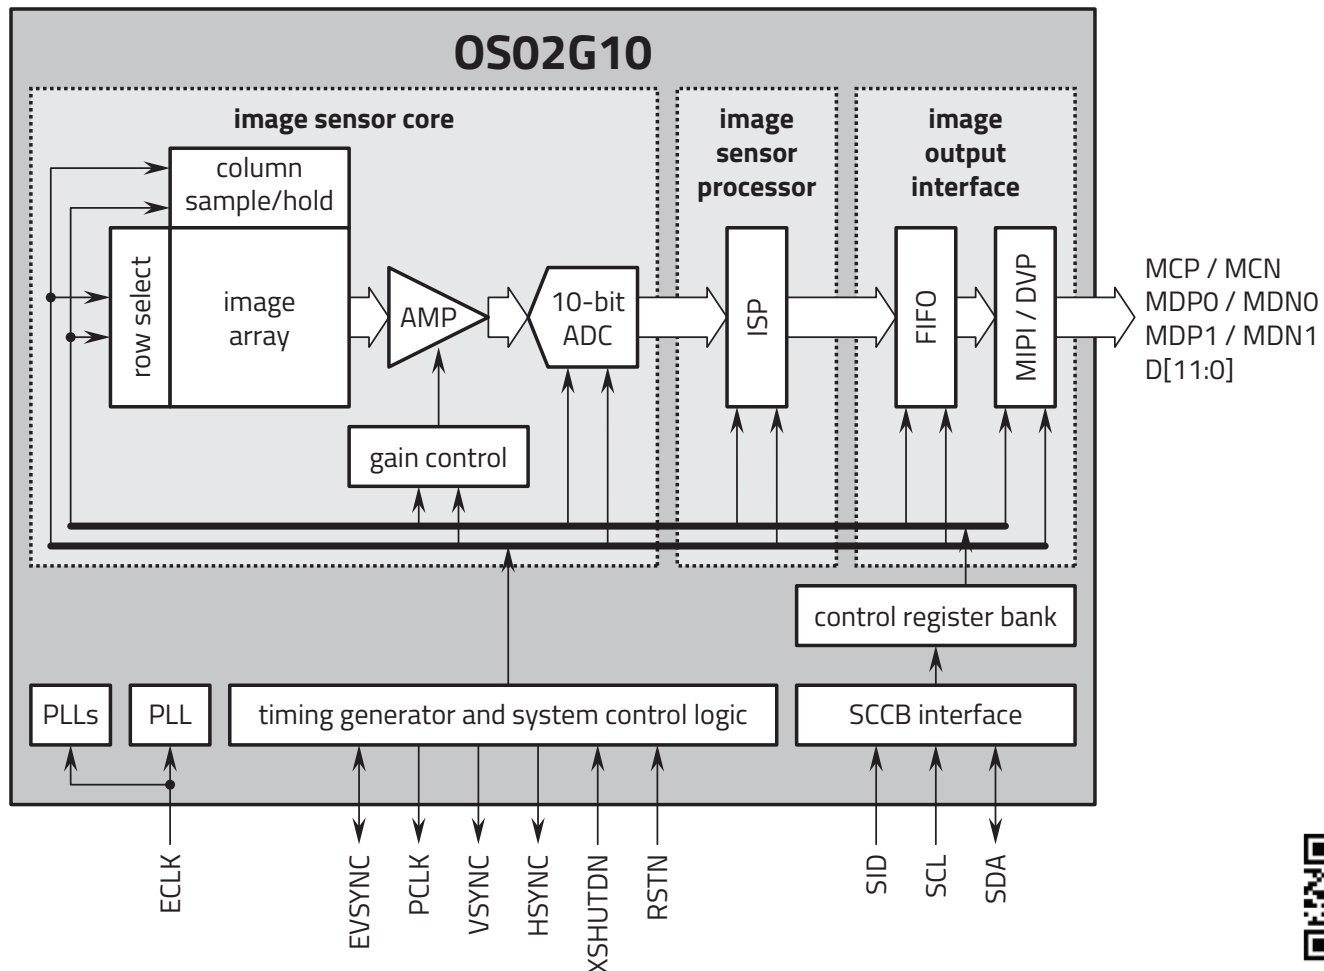 OS02G10
image sensor core
image
sensor
processor
image
output
interface
column
sample/hold
row select
image
array
AMP
10-bit
ADC
ISP
FIFO
MIPI / DVP
MCP / MCN
MDP0 / MDN0
MDP1 / MDN1
D[11:0]
gain control
control register bank
PLLs
PLL
timing generator and system control logic
SCCB interface
ECLK
EVSYNC
PCLK
VSYNC
HSYNC
XSHUTDN
RSTN
SID
SCL
SDA